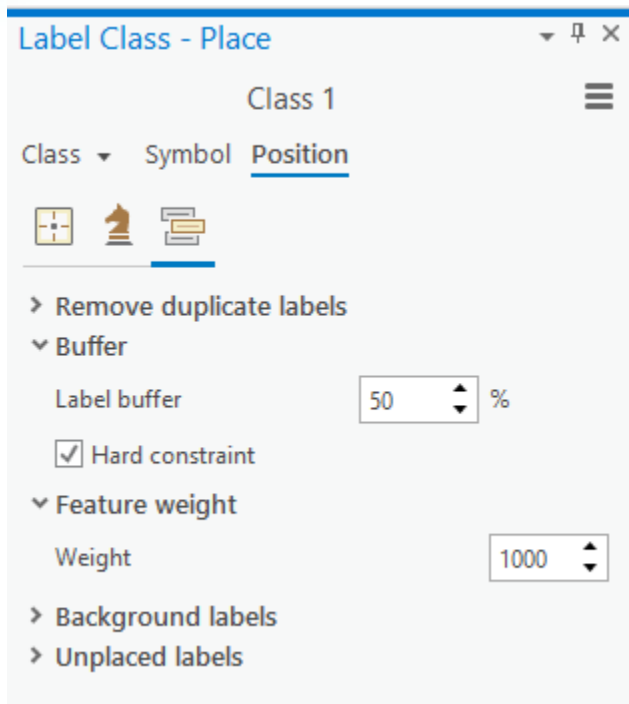 Label Class - Place
Class 1
Class Symbol Position
Remove duplicate labels
Buffer
Label buffer 50 %
Hard constraint
Feature weight
Weight 1000
Background labels
Unplaced labels